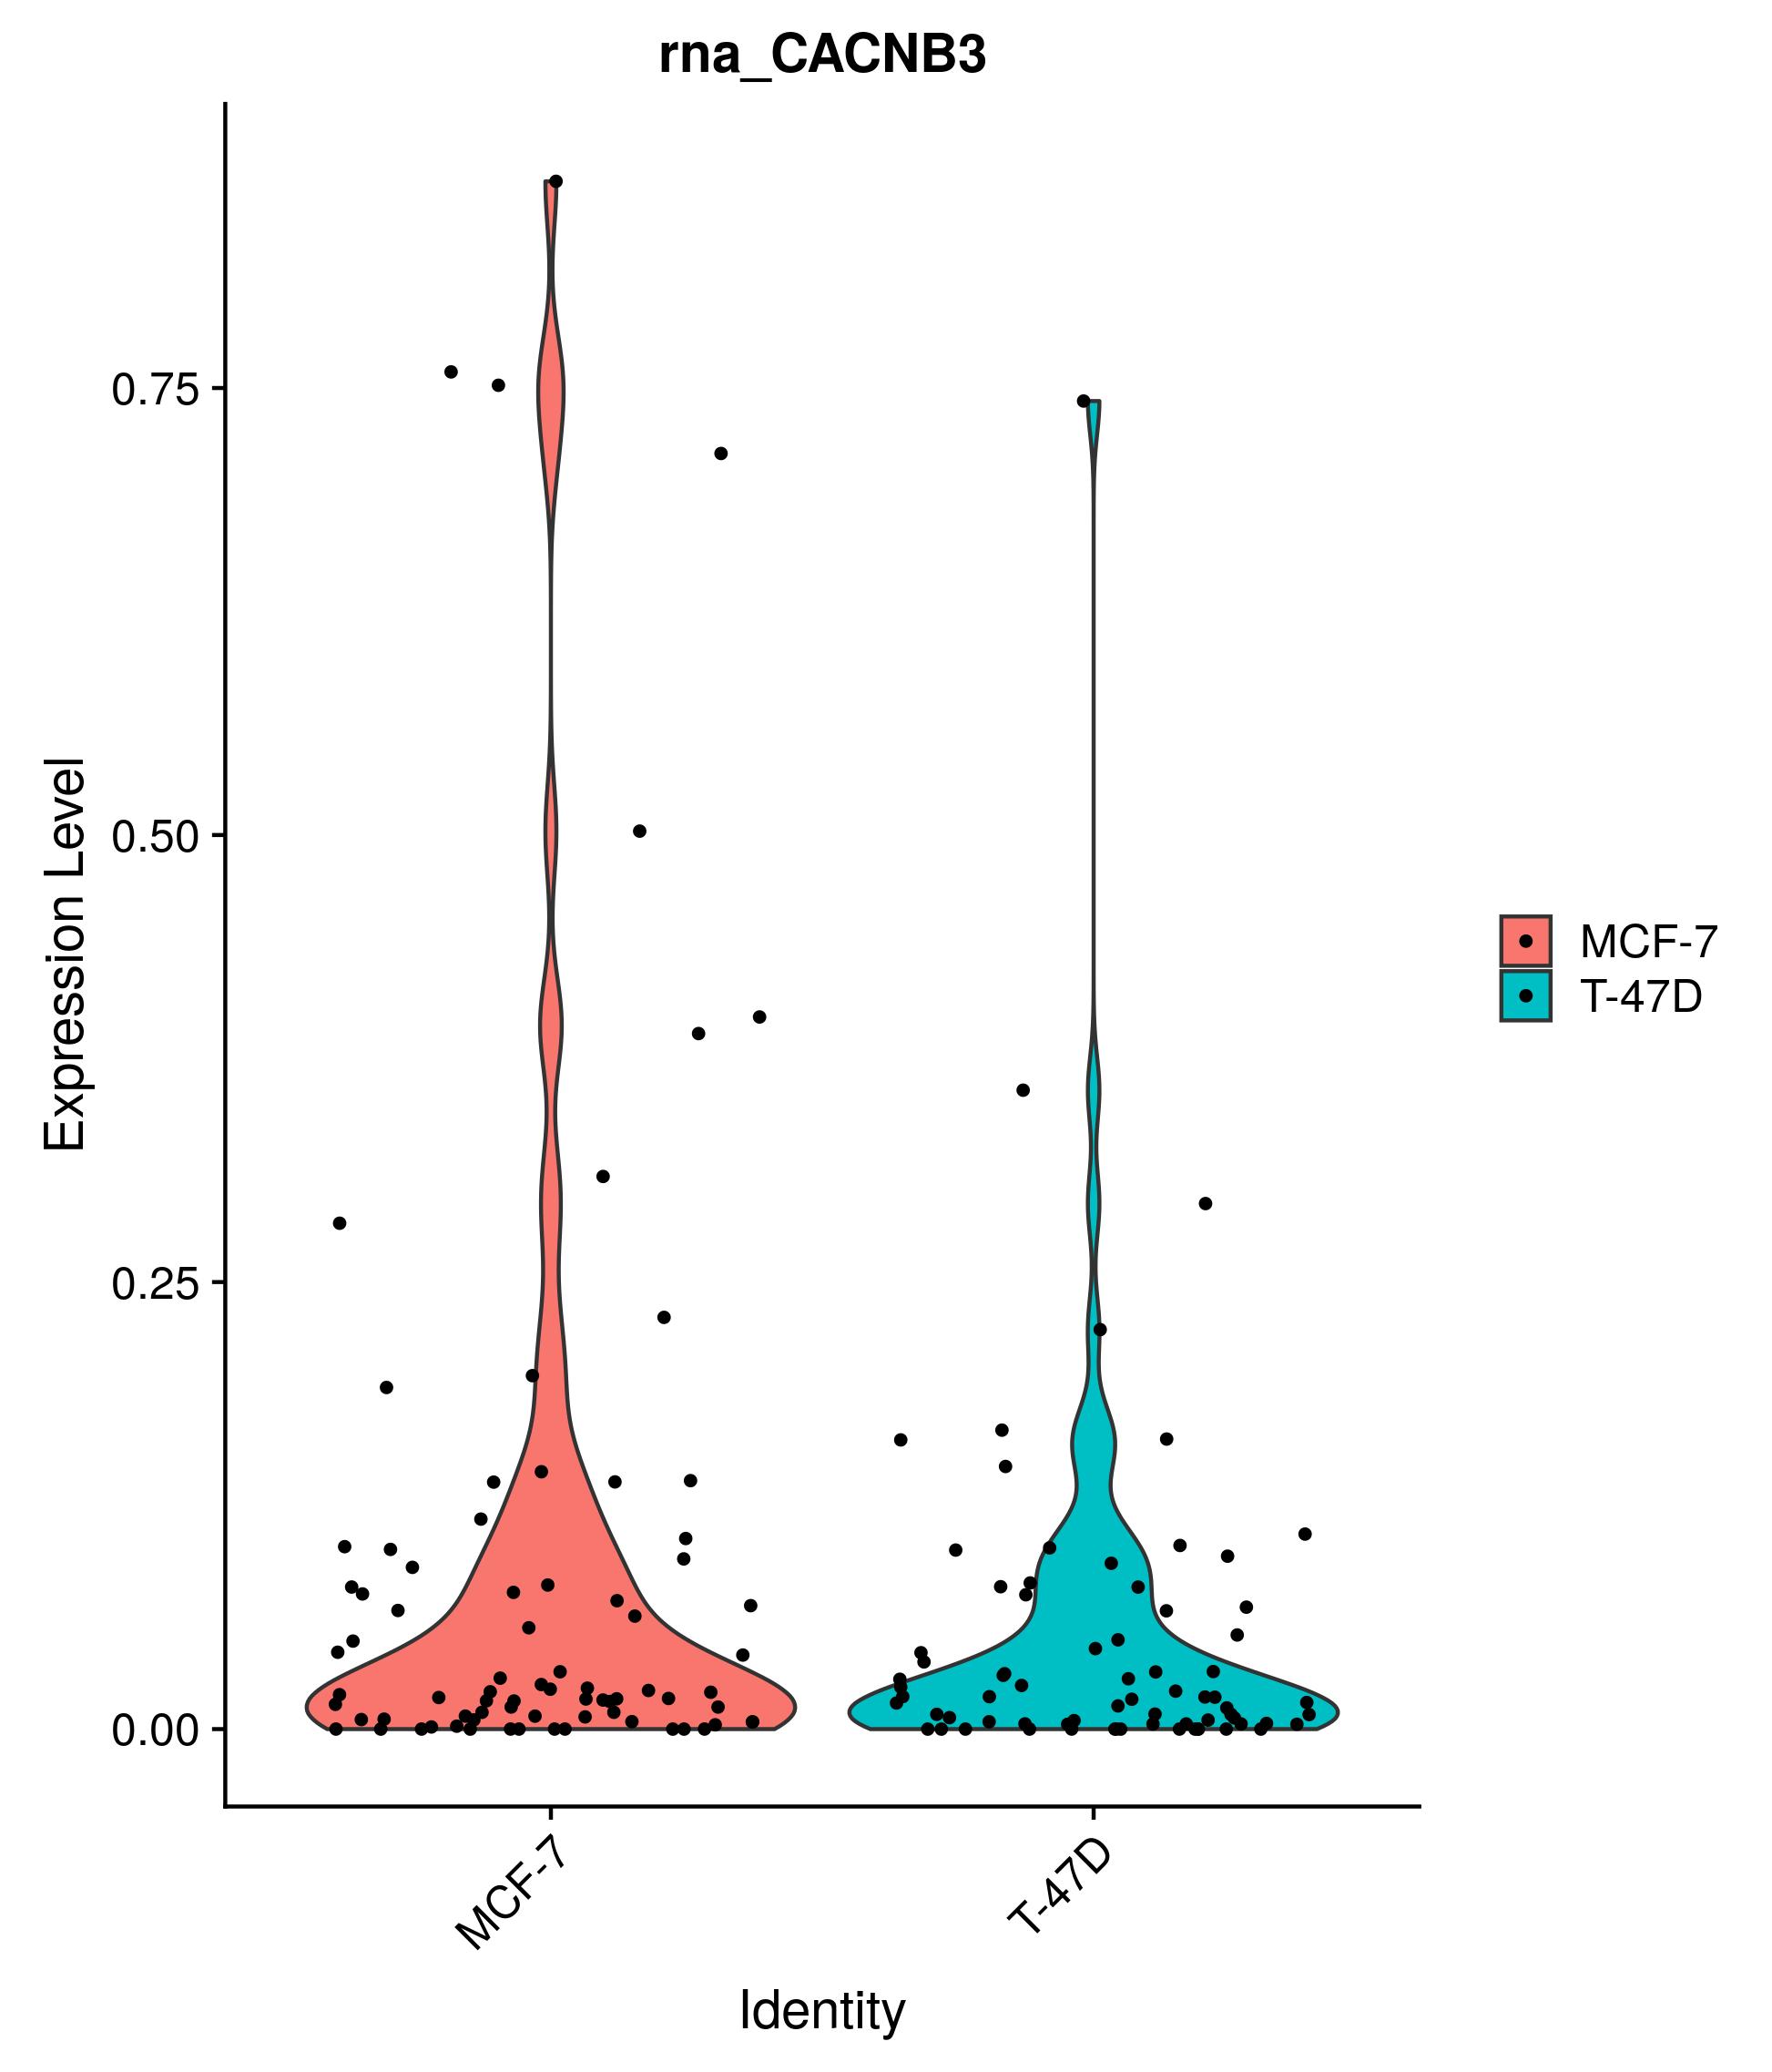 rna_CACNB3
Expression Level
0.75
0.50
0.25
0.00
MCF-7
T-47D
Identity
MCF-7
T-47D